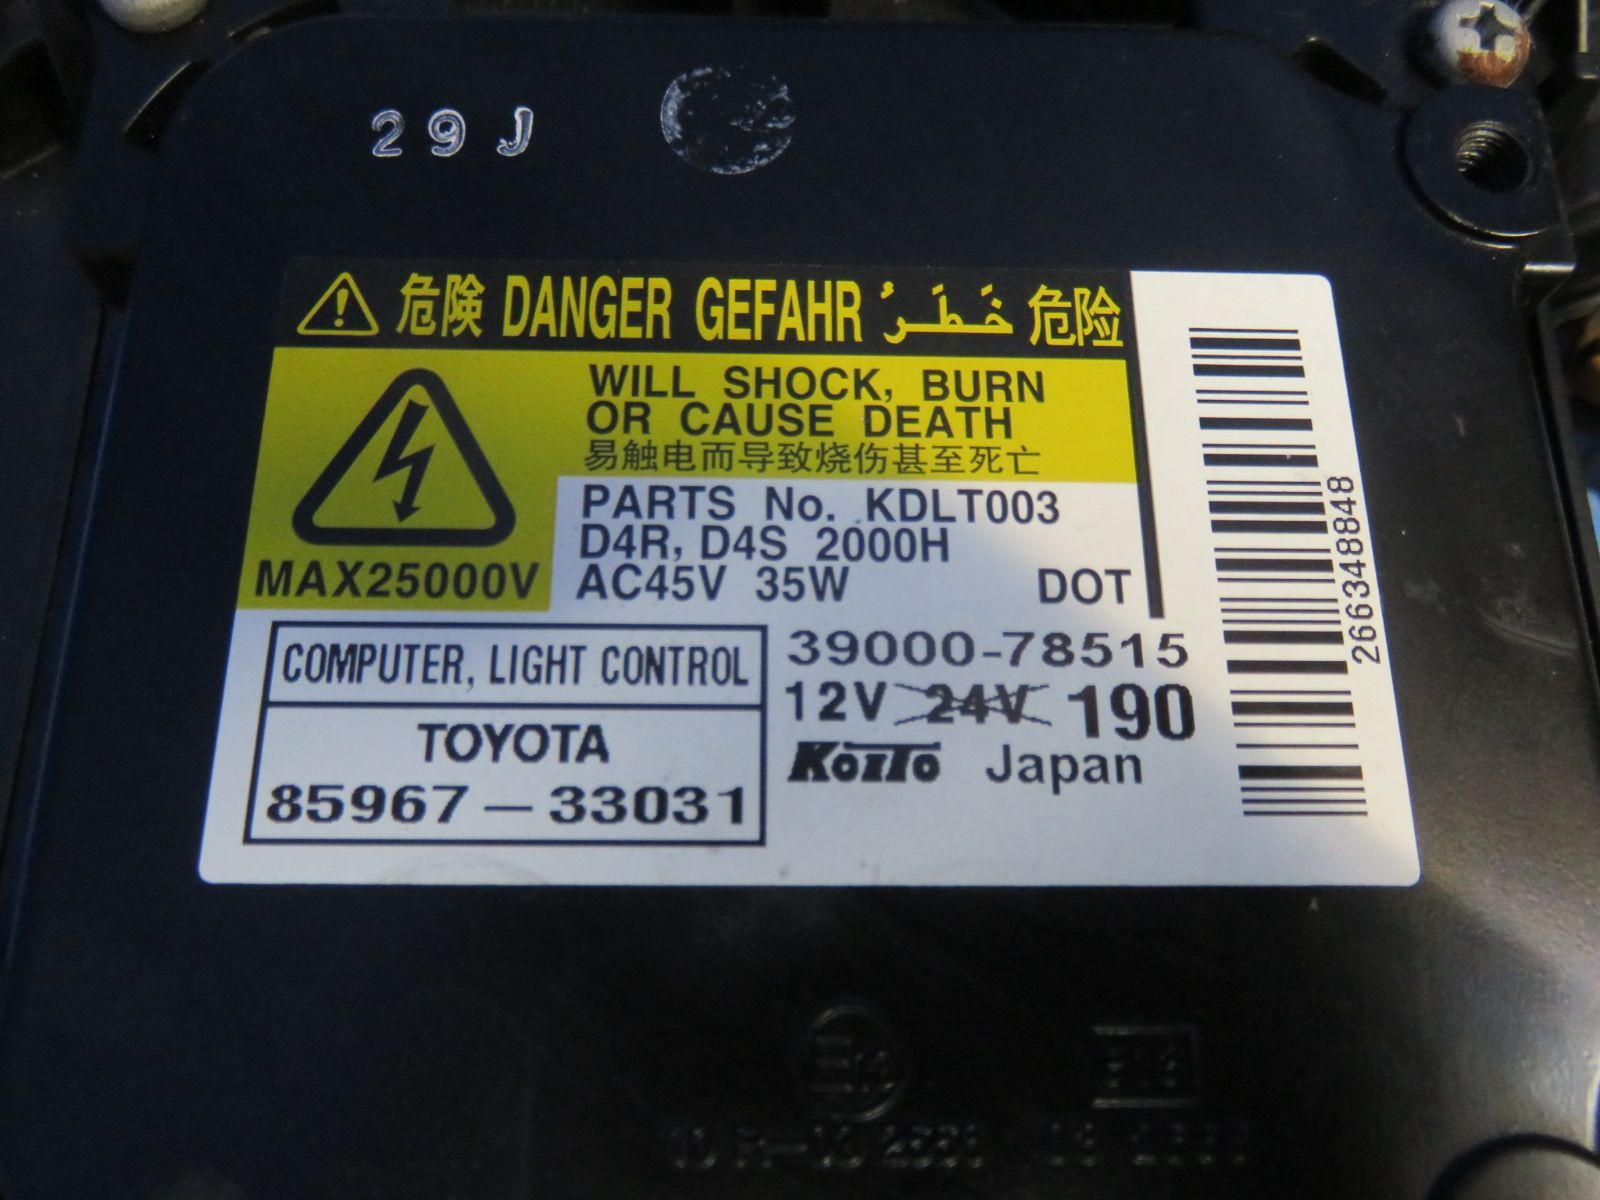 29J
危険 DANGER GEFAHR خَطَرُ 危险
WILL SHOCK, BURN
OR CAUSE DEATH
易触电而导致烧伤甚至死亡
MAX25000V
PARTS No. KDLT003
D4R, D4S 2000H
AC45V 35W DOT
COMPUTER, LIGHT CONTROL
TOYOTA
85967-33031
39000-78515
12V 24V 190
KOITO Japan
266348848